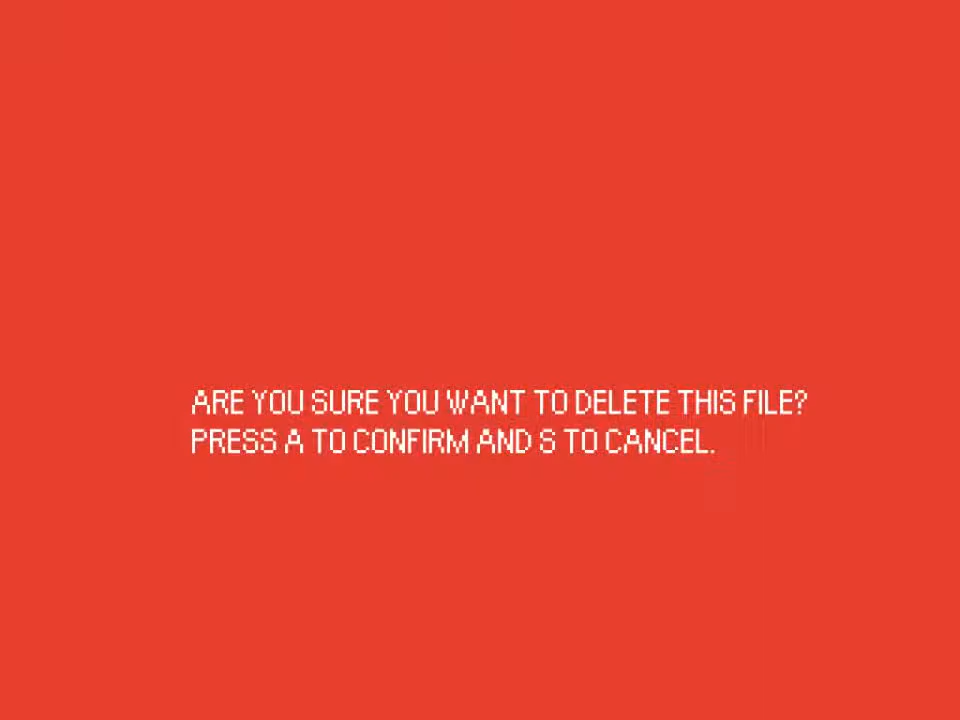 ARE YOU SURE YOU WANT TO DELETE THIS FILE?
PRESS A TO CONFIRM AND S TO CANCEL.